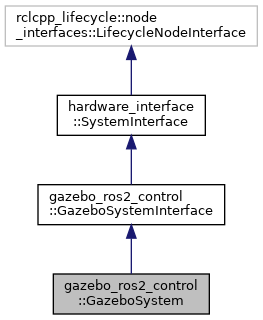 rclcpp_lifecycle::node
_interfaces::LifecycleNodeInterface
hardware_interface
::SystemInterface
gazebo_ros2_control
::GazeboSystemInterface
gazebo_ros2_control
::GazeboSystem